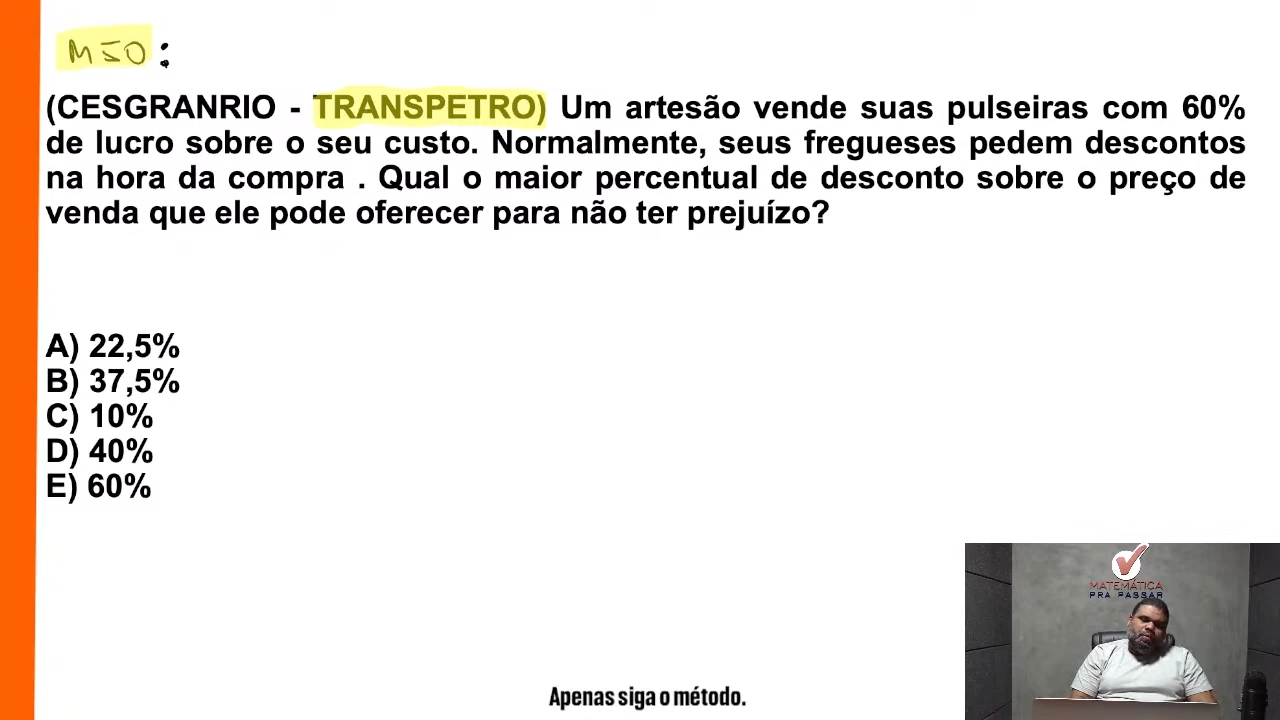 M50:
(CESGRANRIO - TRANSPETRO) Um artesão vende suas pulseiras com 60%
de lucro sobre o seu custo. Normalmente, seus fregueses pedem descontos
na hora da compra . Qual o maior percentual de desconto sobre o preço de
venda que ele pode oferecer para não ter prejuízo?
A) 22,5%
B) 37,5%
C) 10%
D) 40%
E) 60%
MATEMÁTICA
PRA PASSAR
Apenas siga o método.